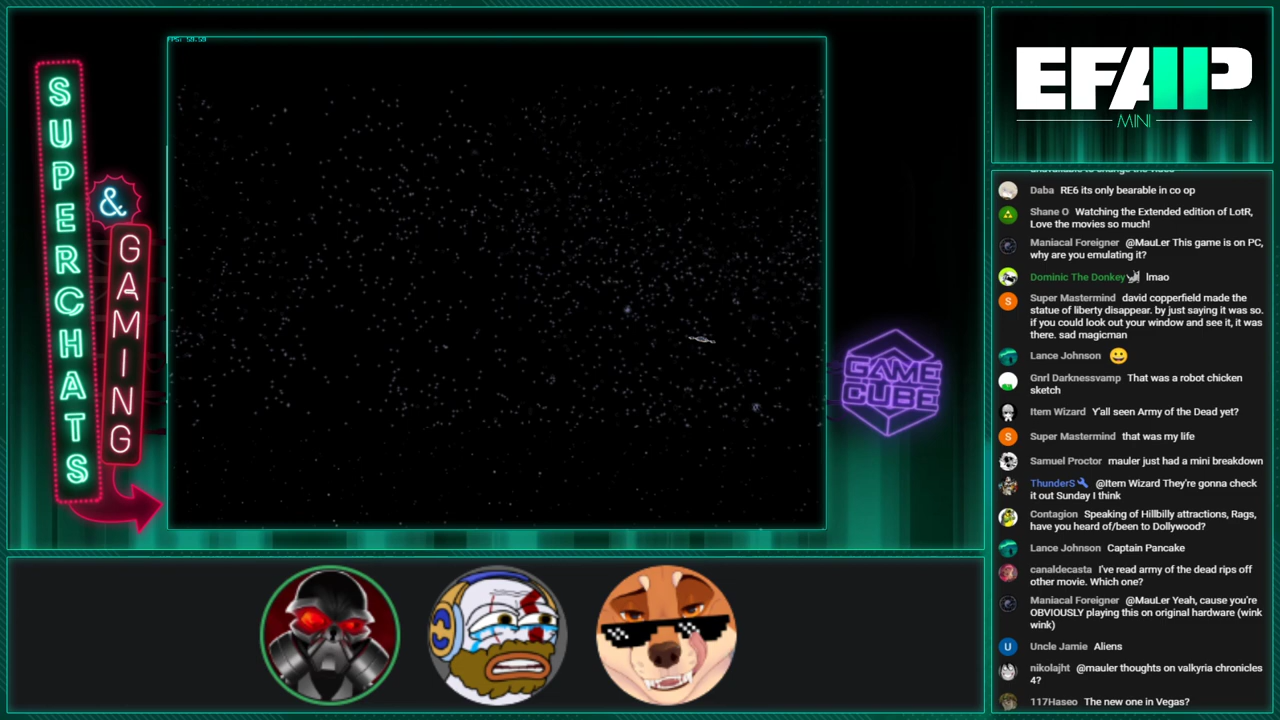 FPS: 50-50
SUPERCHATS
&
GAMING
GAME
CUBE
EFAP
MINI
unavailable to change the video
Daba RE6 its only bearable in co op
Shane O Watching the Extended edition of LotR,
Love the movies so much!
Maniacal Foreigner @MauLer This game is on PC,
why are you emulating it?
Dominic The Donkey lmao
S
Super Mastermind david copperfield made the
statue of liberty disappear. by just saying it was so.
if you could look out your window and see it, it was
there. sad magicman
Lance Johnson 😀
Gnrl Darknessvamp That was a robot chicken
sketch
Item Wizard Y'all seen Army of the Dead yet?
S
Super Mastermind that was my life
Samuel Proctor mauler just had a mini breakdown
ThunderS @Item Wizard They're gonna check
it out Sunday I think
Contagion Speaking of Hillbilly attractions, Rags,
have you heard of/been to Dollywood?
Lance Johnson Captain Pancake
canaldecasta I've read army of the dead rips off
other movie. Which one?
Maniacal Foreigner @MauLer Yeah, cause you're
OBVIOUSLY playing this on original hardware (wink
wink)
U
Uncle Jamie Aliens
nikolajht @mauler thoughts on valkyria chronicles
4?
117Haseo The new one in Vegas?